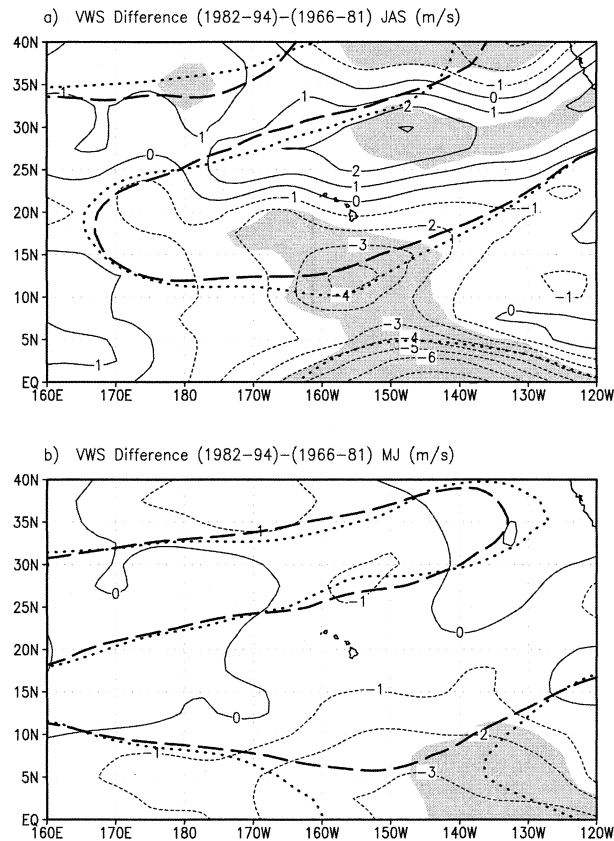 a) VWS Difference (1982–94)–(1966–81) JAS (m/s)
40N
35N
30N
25N
20N
15N
10N
5N
EQ
160E 170E 180 170W 160W 150W 140W 130W 120W
−1
1
0
1
2
−1
0
1
2
1
0
−1
2
−1
−3
−4
−1
0
1
−3
−4
−5
−6
b) VWS Difference (1982–94)–(1966–81) MJ (m/s)
40N
35N
30N
25N
20N
15N
10N
5N
EQ
160E 170E 180 170W 160W 150W 140W 130W 120W
1
0
−1
0
0
−1
0
2
1
−3